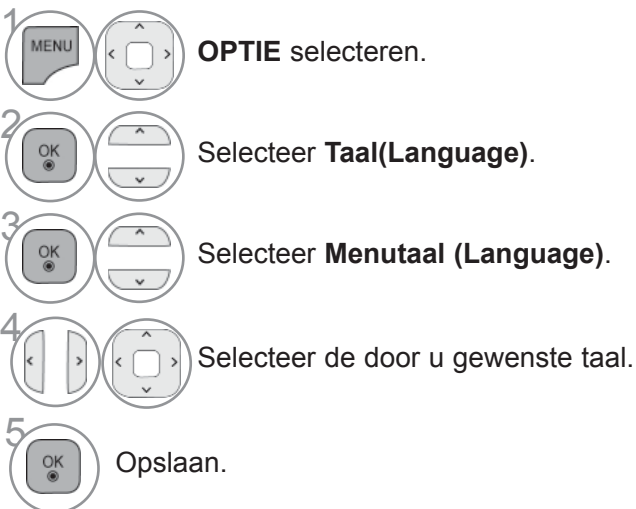 1 MENU OPTIE selecteren.
2 OK Selecteer Taal(Language).
3 OK Selecteer Menutaal (Language).
4 Selecteer de door u gewenste taal.
5 OK Opslaan.